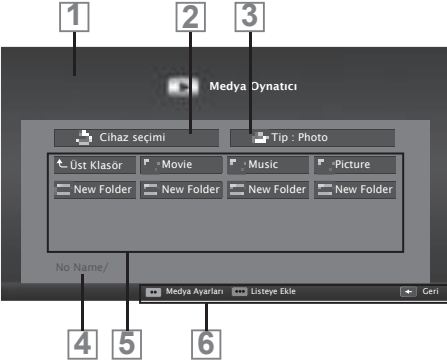 1 2 3
Medya Oynatıcı
Cihaz seçimi Tip : Photo
Üst Klasör Movie Music Picture
New Folder New Folder New Folder New Folder
No Name/
Medya Ayarları Listeye Ekle Geri
4 5 6